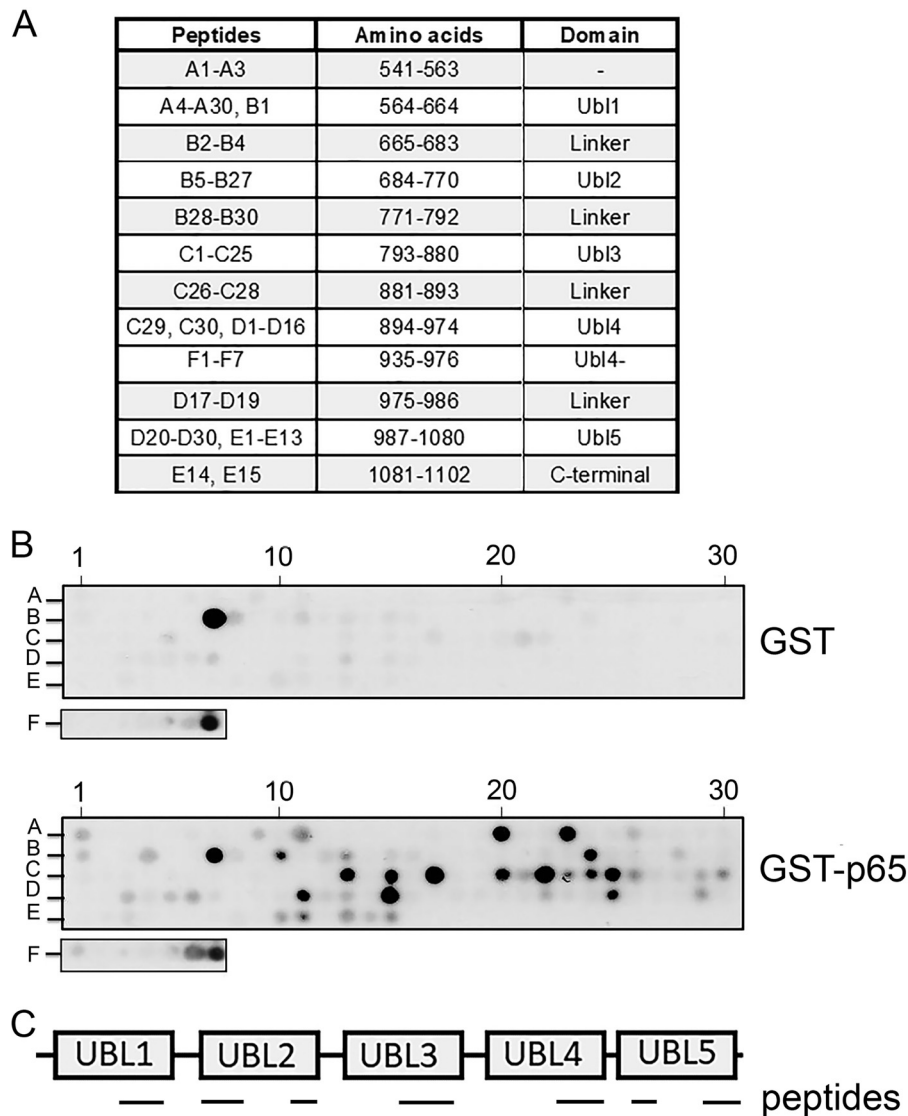 A
Peptides Amino acids Domain
A1-A3 541-563 -
A4-A30, B1 564-664 Ubl1
B2-B4 665-683 Linker
B5-B27 684-770 Ubl2
B28-B30 771-792 Linker
C1-C25 793-880 Ubl3
C26-C28 881-893 Linker
C29, C30, D1-D16 894-974 Ubl4
F1-F7 935-976 Ubl4-
D17-D19 975-986 Linker
D20-D30, E1-E13 987-1080 Ubl5
E14, E15 1081-1102 C-terminal
B
1 10 20 30
A
B
C
D
E
GST
F
1 10 20 30
A
B
C
D
E
GST-p65
F
C
UBL1 UBL2 UBL3 UBL4 UBL5
peptides